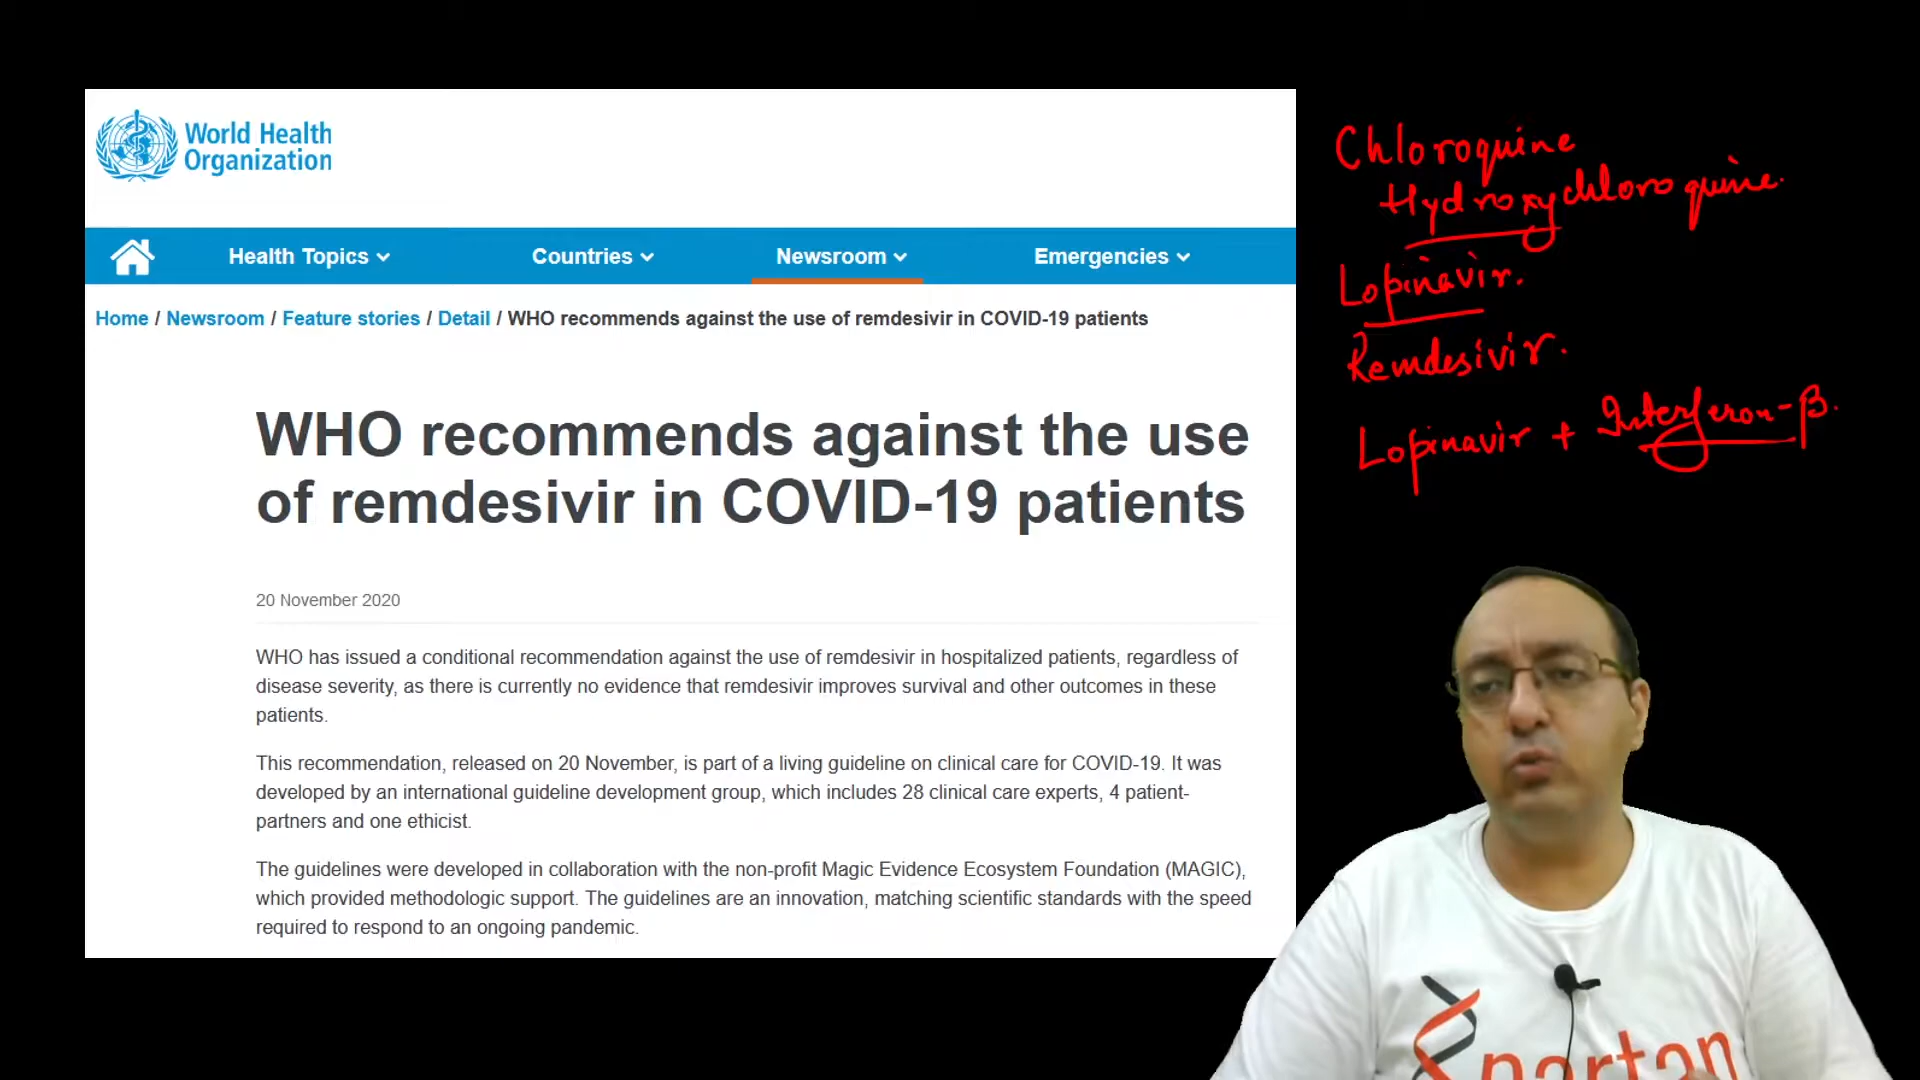 World Health
Organization
Health Topics
Countries
Newsroom
Emergencies
Home / Newsroom / Feature stories / Detail / WHO recommends against the use of remdesivir in COVID-19 patients
WHO recommends against the use
of remdesivir in COVID-19 patients
20 November 2020
WHO has issued a conditional recommendation against the use of remdesivir in hospitalized patients, regardless of
disease severity, as there is currently no evidence that remdesivir improves survival and other outcomes in these
patients.
This recommendation, released on 20 November, is part of a living guideline on clinical care for COVID-19. It was
developed by an international guideline development group, which includes 28 clinical care experts, 4 patient-
partners and one ethicist.
The guidelines were developed in collaboration with the non-profit Magic Evidence Ecosystem Foundation (MAGIC),
which provided methodologic support. The guidelines are an innovation, matching scientific standards with the speed
required to respond to an ongoing pandemic.
Chloroquine
Hydroxychloroquine.
Lopinavir.
Remdesivir.
Lopinavir + Interferon-β.